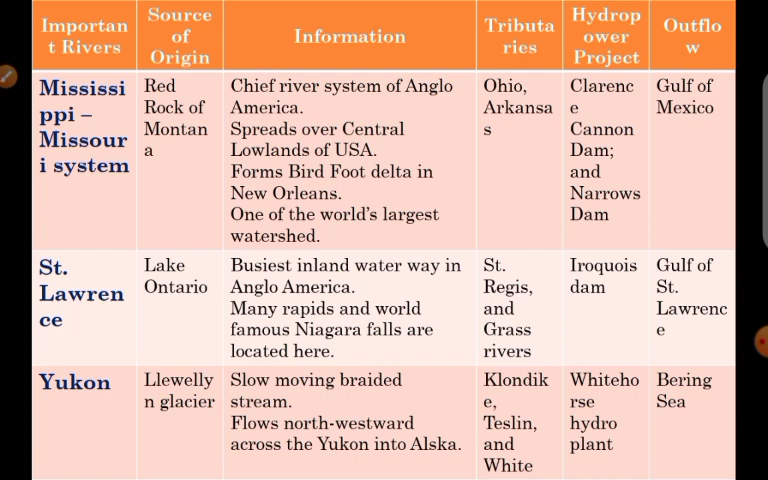 Importan
t Rivers
Source
of
Origin
Information
Tributa
ries
Hydrop
ower
Project
Outflo
w
Mississi
ppi –
Missour
i system
Red
Rock of
Montan
a
Chief river system of Anglo
America.
Spreads over Central
Lowlands of USA.
Forms Bird Foot delta in
New Orleans.
One of the world's largest
watershed.
Ohio,
Arkansa
s
Clarenc
e
Cannon
Dam;
and
Narrows
Dam
Gulf of
Mexico
St.
Lawren
ce
Lake
Ontario
Busiest inland water way in
Anglo America.
Many rapids and world
famous Niagara falls are
located here.
St.
Regis,
and
Grass
rivers
Iroquois
dam
Gulf of
St.
Lawrenc
e
Yukon
Llewelly
n glacier
Slow moving braided
stream.
Flows north-westward
across the Yukon into Alska.
Klondik
e,
Teslin,
and
White
Whiteho
rse
hydro
plant
Bering
Sea